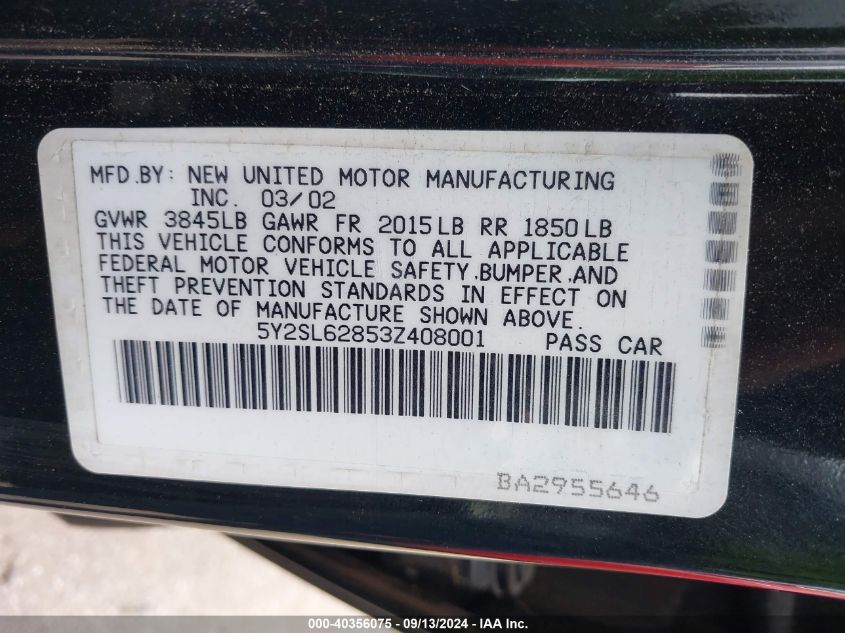 MFD.BY: NEW UNITED MOTOR MANUFACTURING
INC. 03/02
GVWR 3845LB GAWR FR 2015LB RR 1850LB
THIS VEHICLE CONFORMS TO ALL APPLICABLE
FEDERAL MOTOR VEHICLE SAFETY.BUMPER.AND
THEFT PREVENTION STANDARDS IN EFFECT ON
THE DATE OF MANUFACTURE SHOWN ABOVE.
5Y2SL62853Z408001 PASS CAR
BA2955646
000-40356075 - 09/13/2024 - IAA Inc.